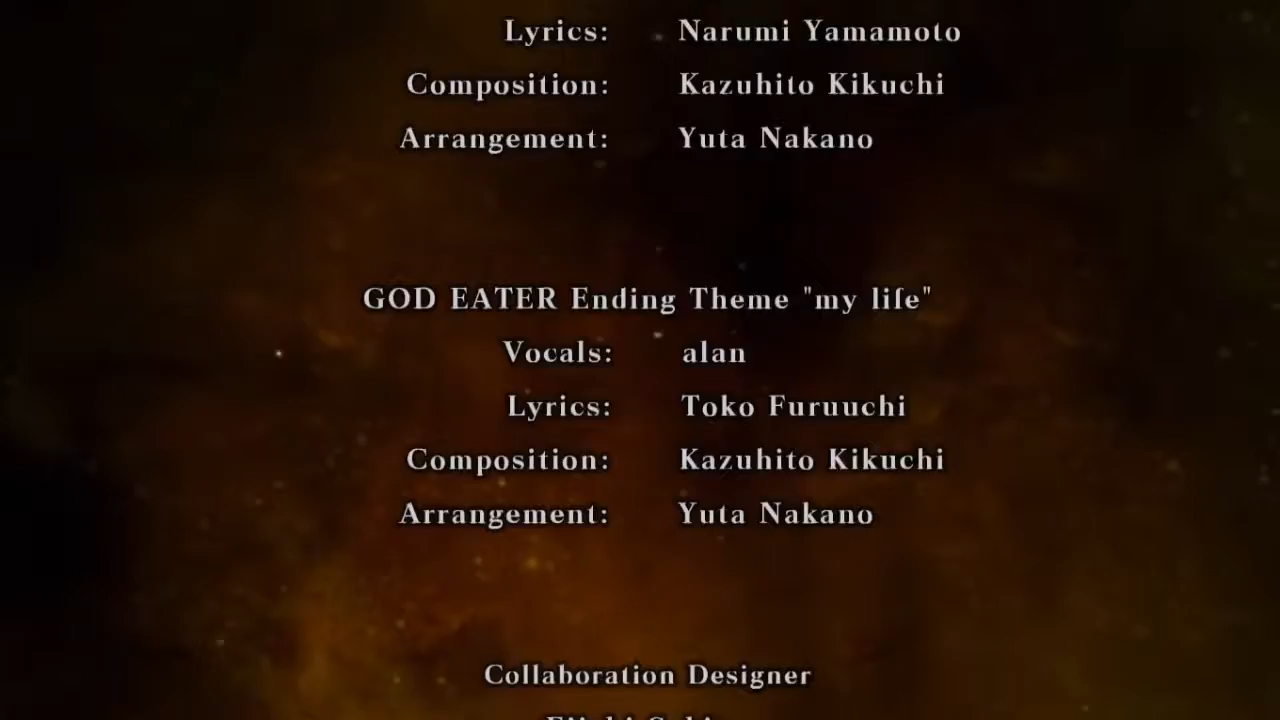 Lyrics: Narumi Yamamoto
Composition: Kazuhito Kikuchi
Arrangement: Yuta Nakano
GOD EATER Ending Theme "my life"
Vocals: alan
Lyrics: Toko Furuuchi
Composition: Kazuhito Kikuchi
Arrangement: Yuta Nakano
Collaboration Designer